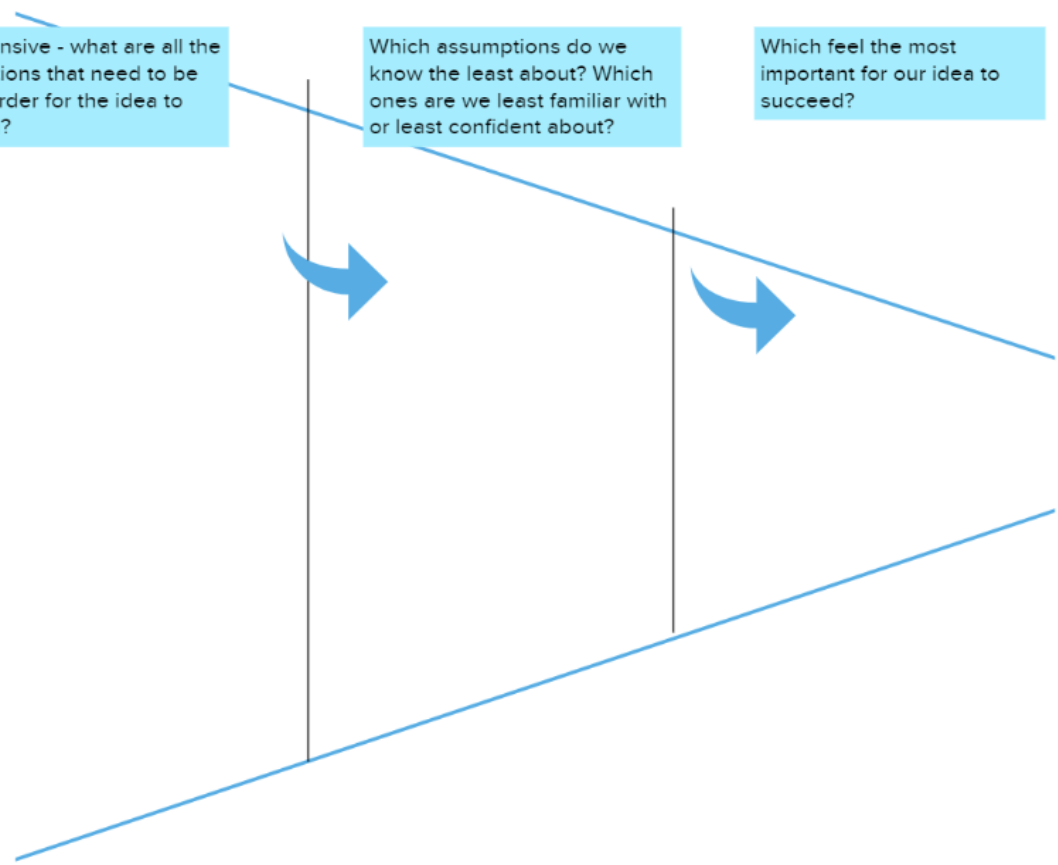 nsive - what are all the
ions that need to be
rder for the idea to
?
Which assumptions do we
know the least about? Which
ones are we least familiar with
or least confident about?
Which feel the most
important for our idea to
succeed?